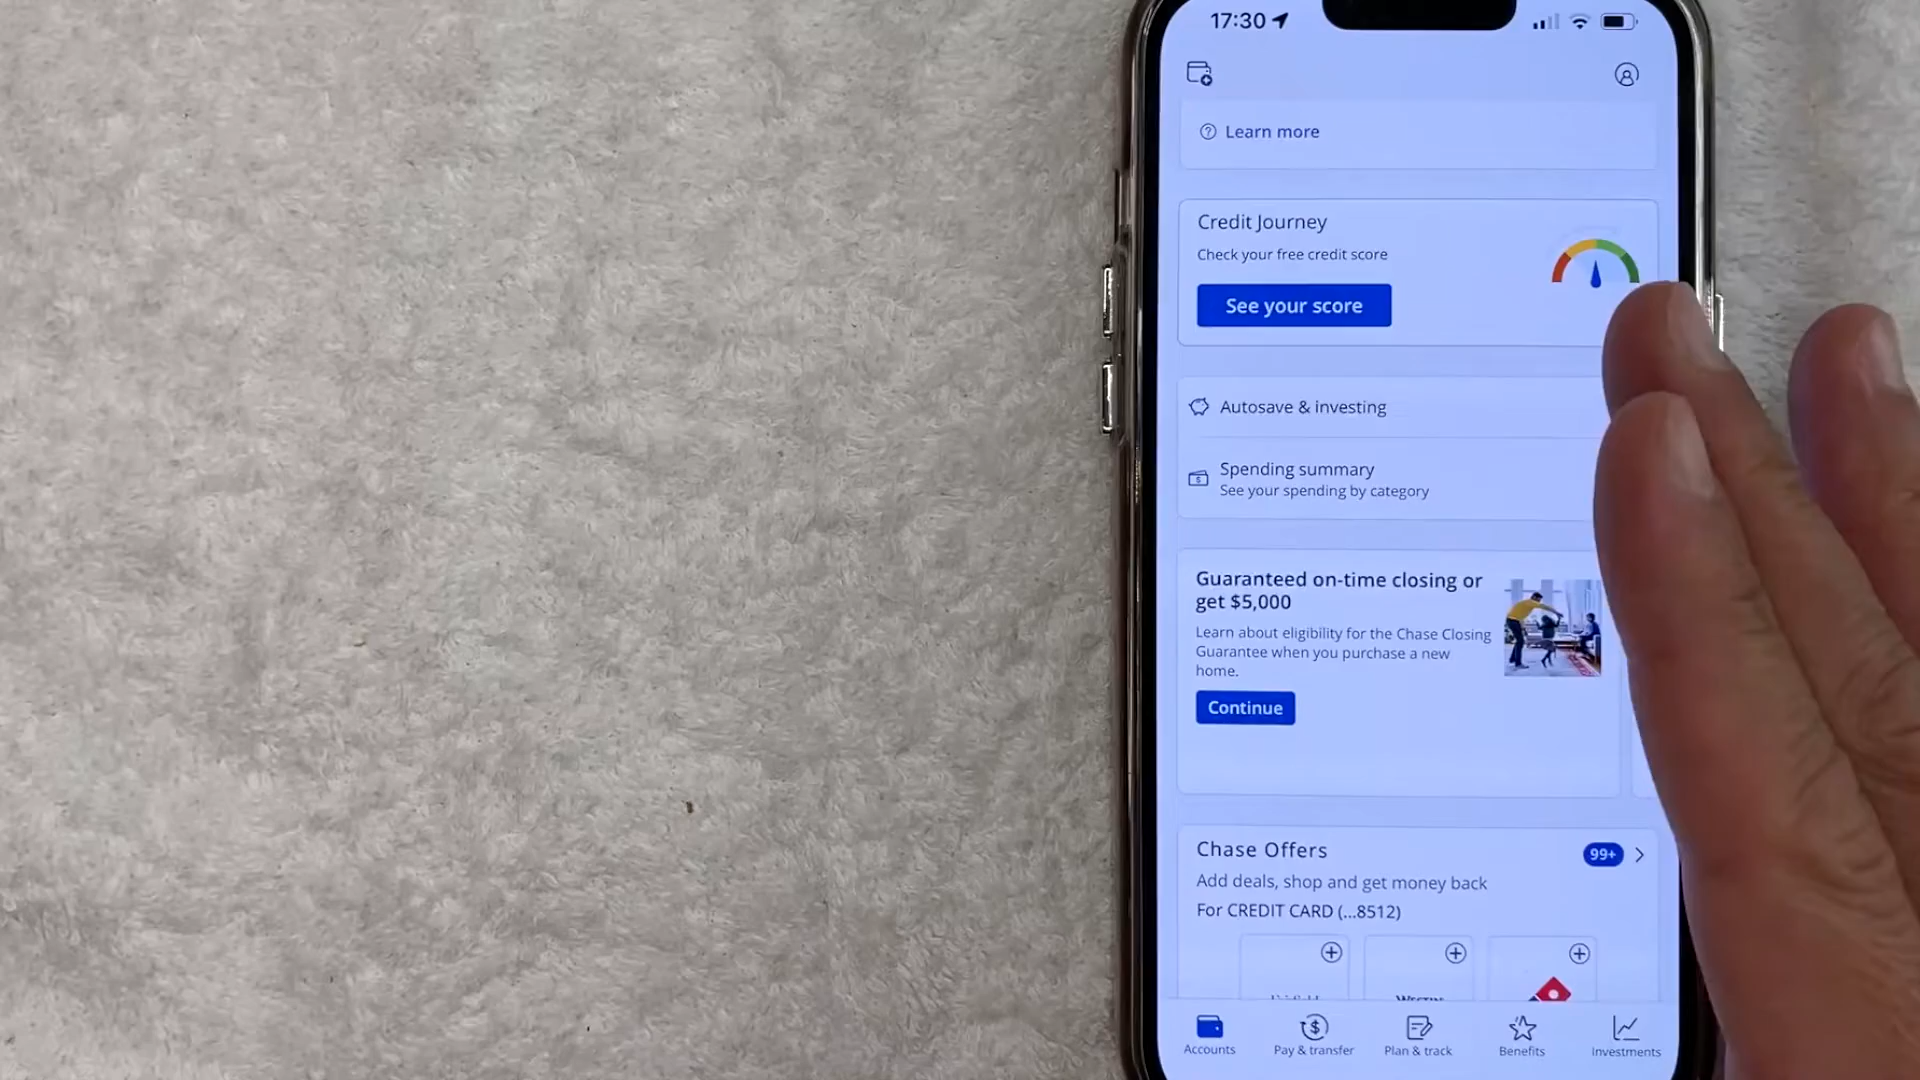 17:30
Learn more
Credit Journey
Check your free credit score
See your score
Autosave & investing
Spending summary
See your spending by category
Guaranteed on-time closing or
get $5,000
Learn about eligibility for the Chase Closing
Guarantee when you purchase a new
home.
Continue
Chase Offers
99+
Add deals, shop and get money back
For CREDIT CARD (...8512)
Accounts
Pay & transfer
Plan & track
Benefits
Investments